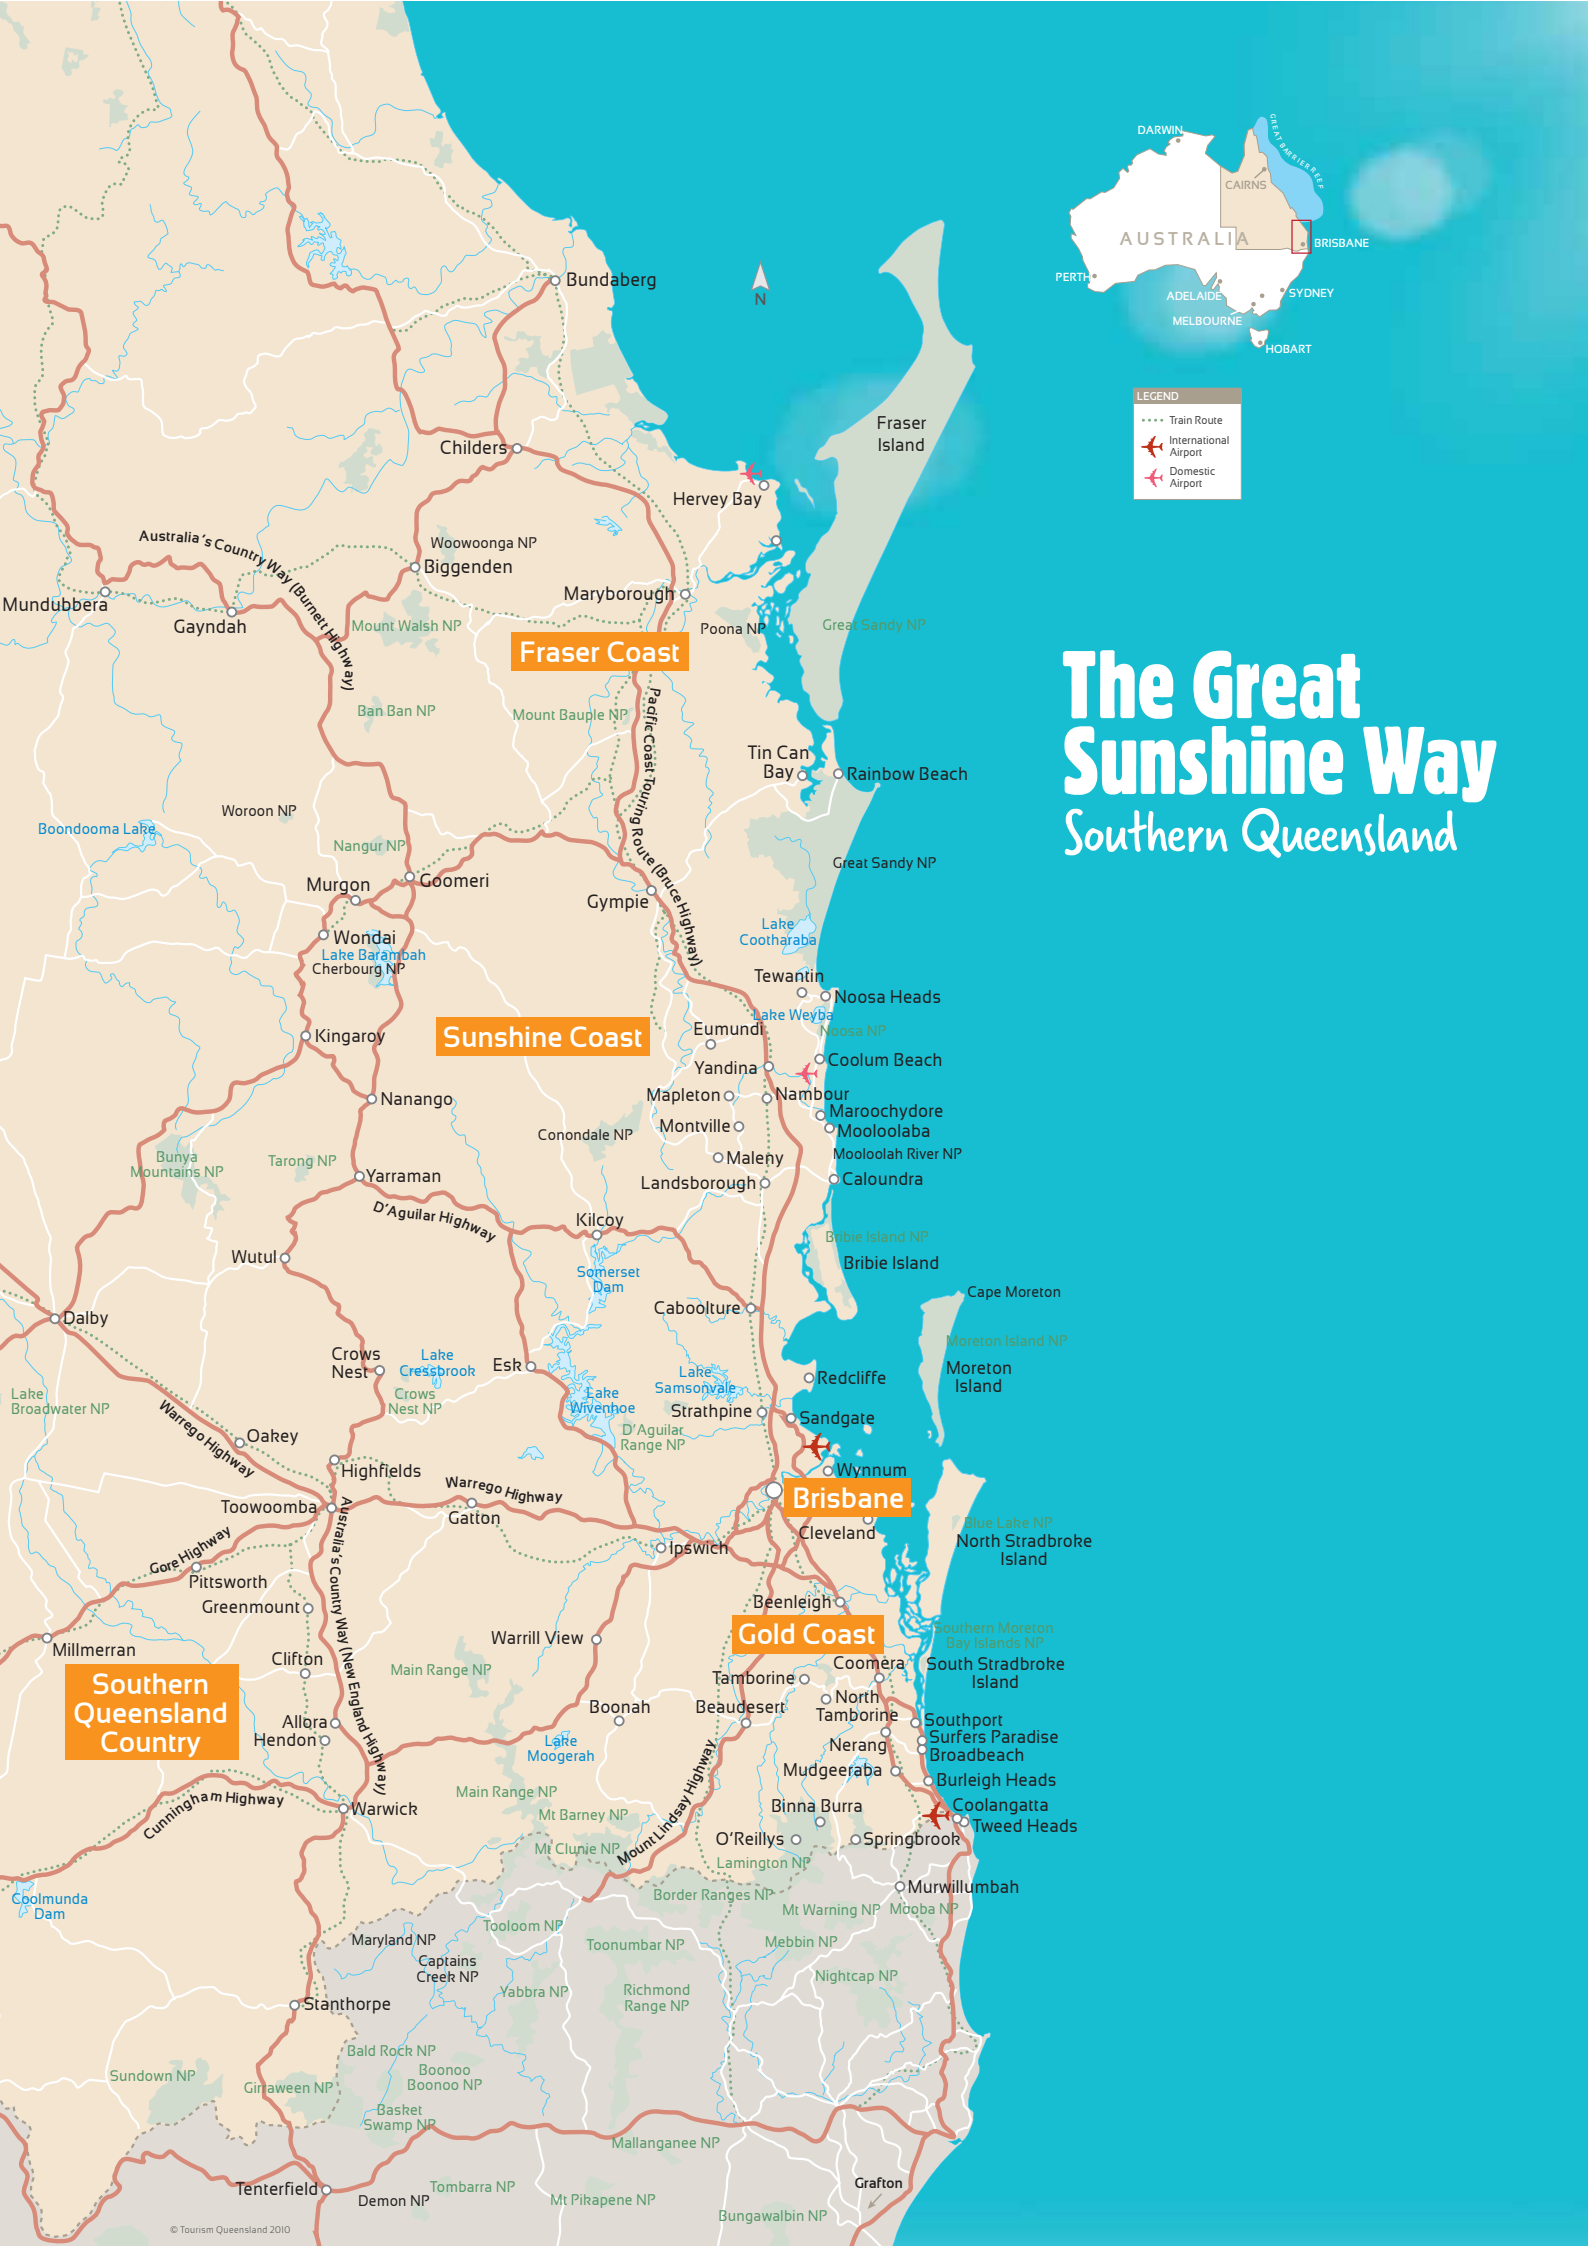 DARWIN
GREAT BARRIER REEF
CAIRNS
AUSTRALIA
BRISBANE
PERTH
ADELAIDE
SYDNEY
MELBOURNE
HOBART
LEGEND
Train Route
International
Airport
Domestic
Airport
The Great
Sunshine Way
Southern Queensland
N
Bundaberg
Fraser
Island
Childers
Hervey Bay
Australia's Country Way (Burnett Highway)
Woowoonga NP
Biggenden
Mundubbera
Gayndah
Maryborough
Mount Walsh NP
Poona NP
Great Sandy NP
Fraser Coast
Ban Ban NP
Mount Bauple NP
Pacific Coast Touring Route (Bruce Highway)
Tin Can
Bay
Rainbow Beach
Woroon NP
Boondooma Lake
Nangur NP
Great Sandy NP
Murgon
Goomeri
Gympie
Wondai
Lake Barambah
Cherbourg NP
Lake
Cootharaba
Tewantin
Noosa Heads
Lake Weyba
Noosa NP
Sunshine Coast
Eumundi
Kingaroy
Coolum Beach
Yandina
Nanango
Mapleton
Nambour
Maroochydore
Mooloolaba
Montville
Conondale NP
Mooloolah River NP
Bunya
Mountains NP
Tarong NP
Maleny
Yarraman
Landsborough
Caloundra
D'Aguilar Highway
Kilcoy
Bribie Island NP
Bribie Island
Wutul
Somerset
Dam
Cape Moreton
Dalby
Caboolture
Moreton Island NP
Crows
Nest
Lake
Cressbrook
Esk
Moreton
Island
Redcliffe
Lake
Samsonvale
Lake
Broadwater NP
Crows
Nest NP
Lake
Wivenhoe
Strathpine
Sandgate
Warrego Highway
Oakey
D'Aguilar
Range NP
Highfields
Wynnum
Warrego Highway
Brisbane
Toowoomba
Gatton
Cleveland
Blue Lake NP
North Stradbroke
Island
Ipswich
Gore Highway
Pittsworth
Australia's Country Way (New England Highway)
Greenmount
Beenleigh
Gold Coast
Southern Moreton
Bay Islands NP
Millmerran
Warrill View
Clifton
Main Range NP
Coomera
South Stradbroke
Island
Southern
Queensland
Country
Tamborine
North
Tamborine
Boonah
Beaudesert
Allora
Hendon
Southport
Surfers Paradise
Broadbeach
Nerang
Lake
Moogerah
Mudgeeraba
Burleigh Heads
Mount Lindsay Highway
Main Range NP
Cunningham Highway
Warwick
Mt Barney NP
Binna Burra
Coolangatta
Tweed Heads
O'Reillys
Springbrook
Mt Clunie NP
Lamington NP
Coolmunda
Dam
Border Ranges NP
Murwillumbah
Mt Warning NP
Mooba NP
Tooloom NP
Maryland NP
Toonumbar NP
Mebbin NP
Captains
Creek NP
Nightcap NP
Yabbra NP
Richmond
Range NP
Stanthorpe
Bald Rock NP
Boonoo
Boonoo NP
Sundown NP
Girraween NP
Basket
Swamp NP
Mallanganee NP
Grafton
Tenterfield
Tombarra NP
Demon NP
Mt Pikapene NP
Bungawalbin NP
© Tourism Queensland 2010